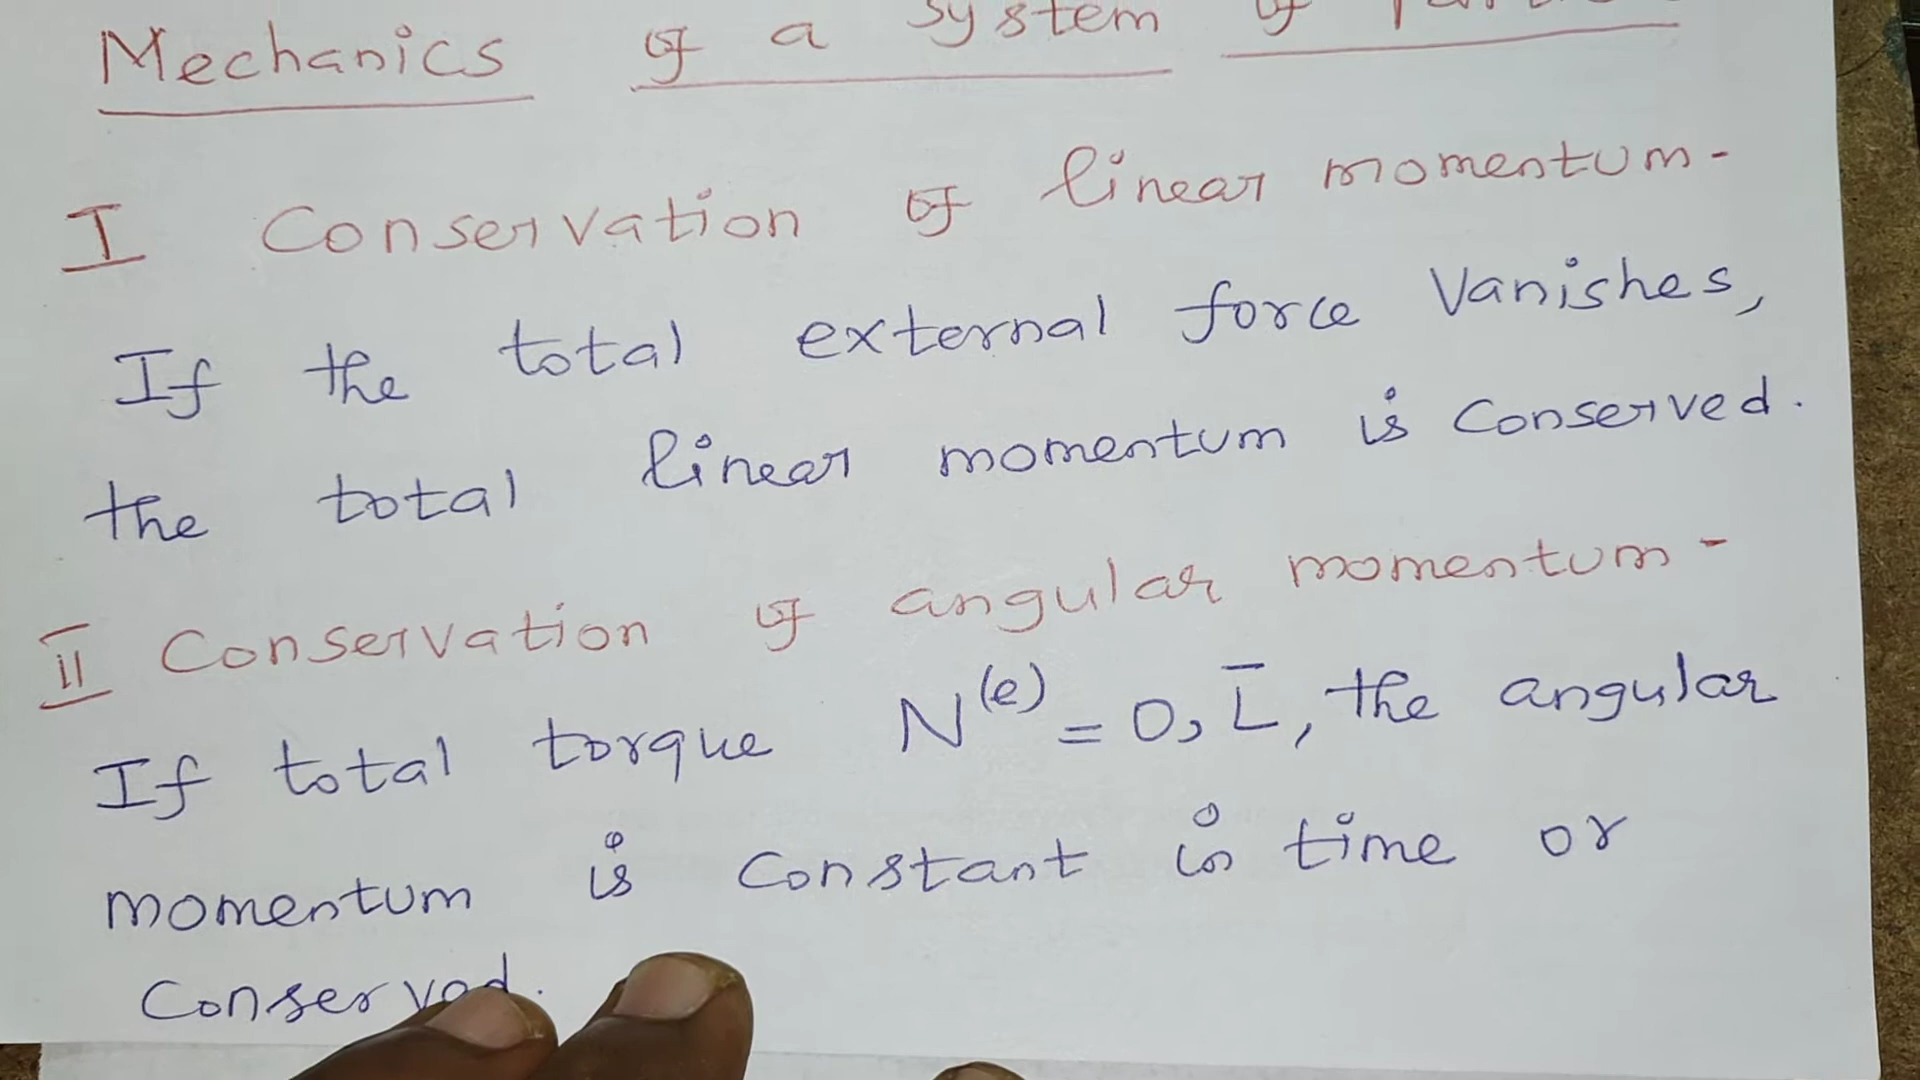 Mechanics of a system of
I Conservation of linear momentum-
If the total external force Vanishes,
the total linear momentum is Conserved.
II Conservation of angular momentum-
If total torque N^(e) = 0, L̄, the angular
momentum is Constant in time or
Conserved.